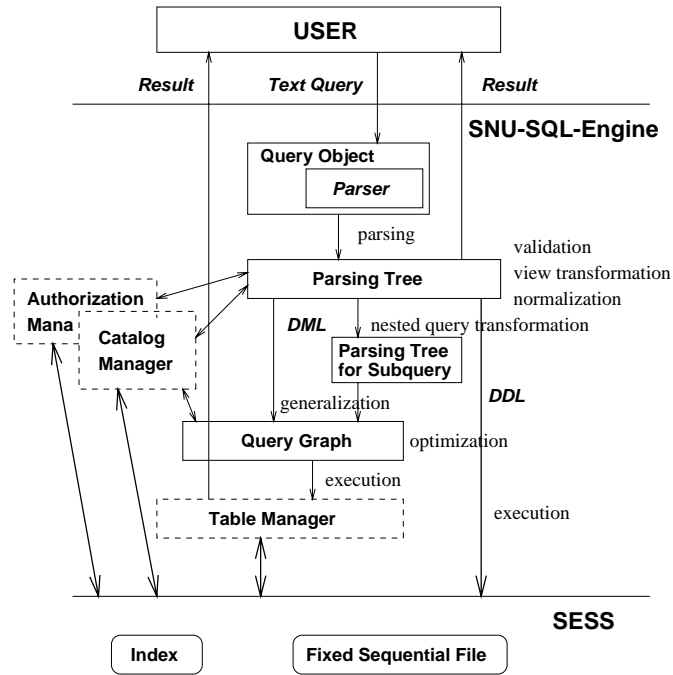 USER
Result
Text Query
Result
SNU-SQL-Engine
Query Object
Parser
parsing
validation
Parsing Tree
view transformation
normalization
Authorization
Mana
Catalog
Manager
DML
nested query transformation
Parsing Tree
for Subquery
DDL
generalization
Query Graph
optimization
execution
Table Manager
execution
SESS
Index
Fixed Sequential File